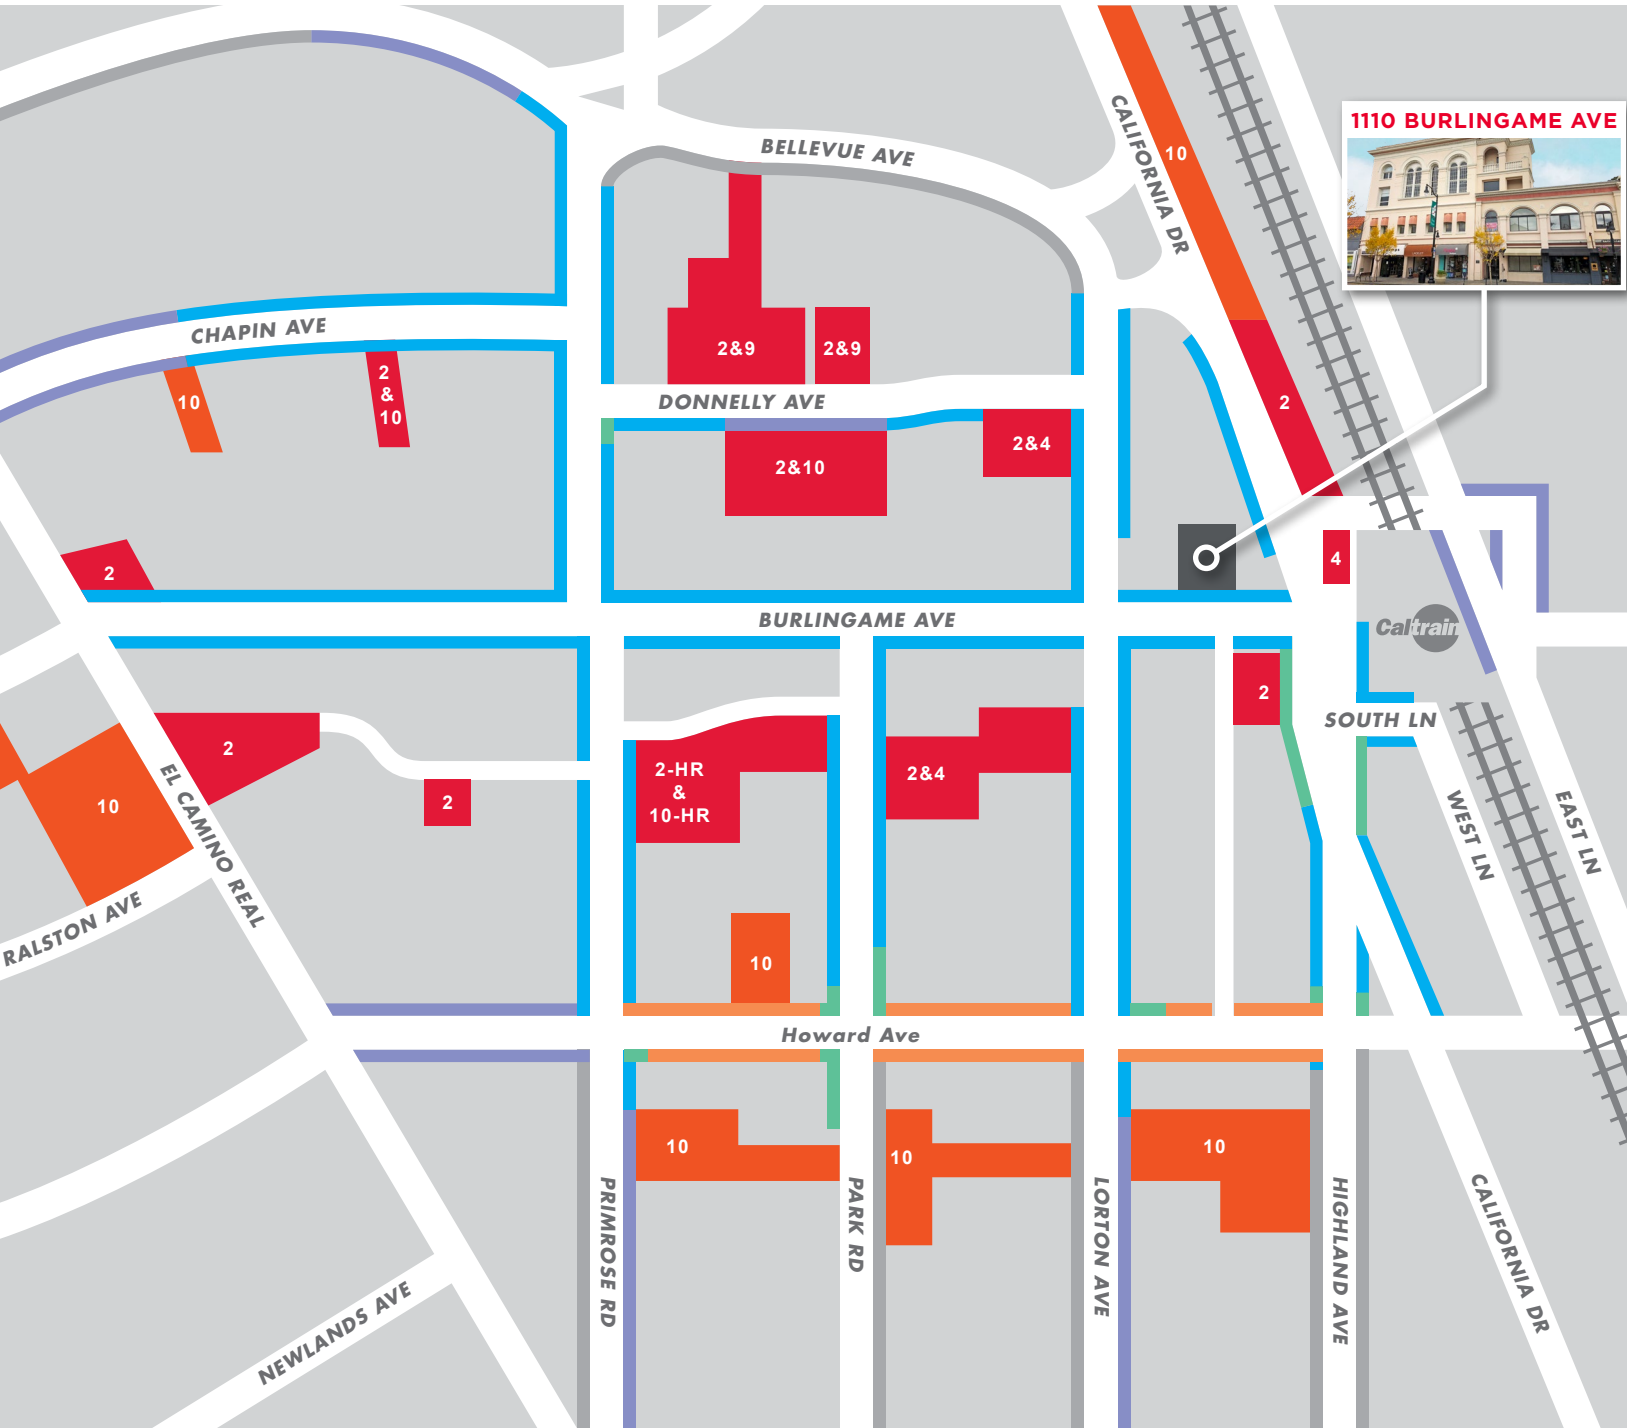 1110 BURLINGAME AVE
CALIFORNIA DR
10
BELLEVUE AVE
CHAPIN AVE
2&9
2&9
10
2
&
10
DONNELLY AVE
2
2&4
2&10
2
4
BURLINGAME AVE
Caltrain
2
SOUTH LN
2
10
2
2-HR
&
10-HR
2&4
EL CAMINO REAL
WEST LN
EAST LN
RALSTON AVE
10
Howard Ave
10
10
10
PRIMROSE RD
PARK RD
LORTON AVE
HIGHLAND AVE
CALIFORNIA DR
NEWLANDS AVE